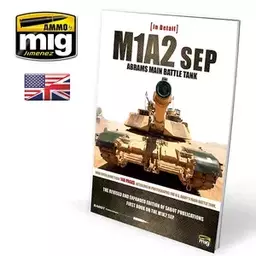 AMMO
mig
Jimenez
[In Detail]
M1A2 SEP
ABRAMS MAIN BATTLE TANK
THE REVISED AND EXPANDED EDITION OF SABOT PUBLICATIONS
FIRST BOOK ON THE M1A2 SEP